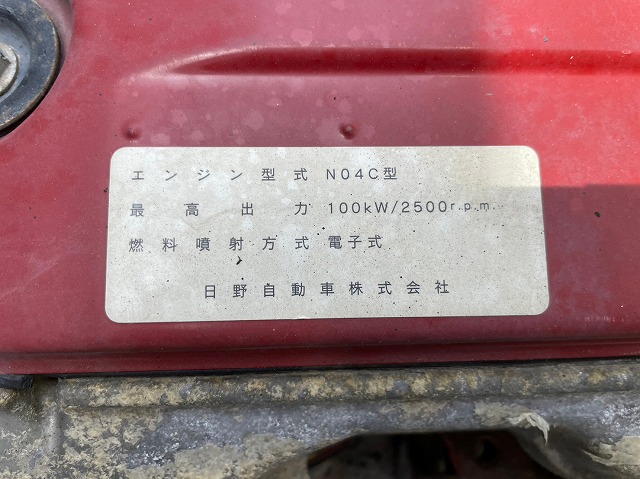 エンジン型式 N04C型
最高出力 100kW/2500r.p.m.
燃料噴射方式 電子式
日野自動車株式会社